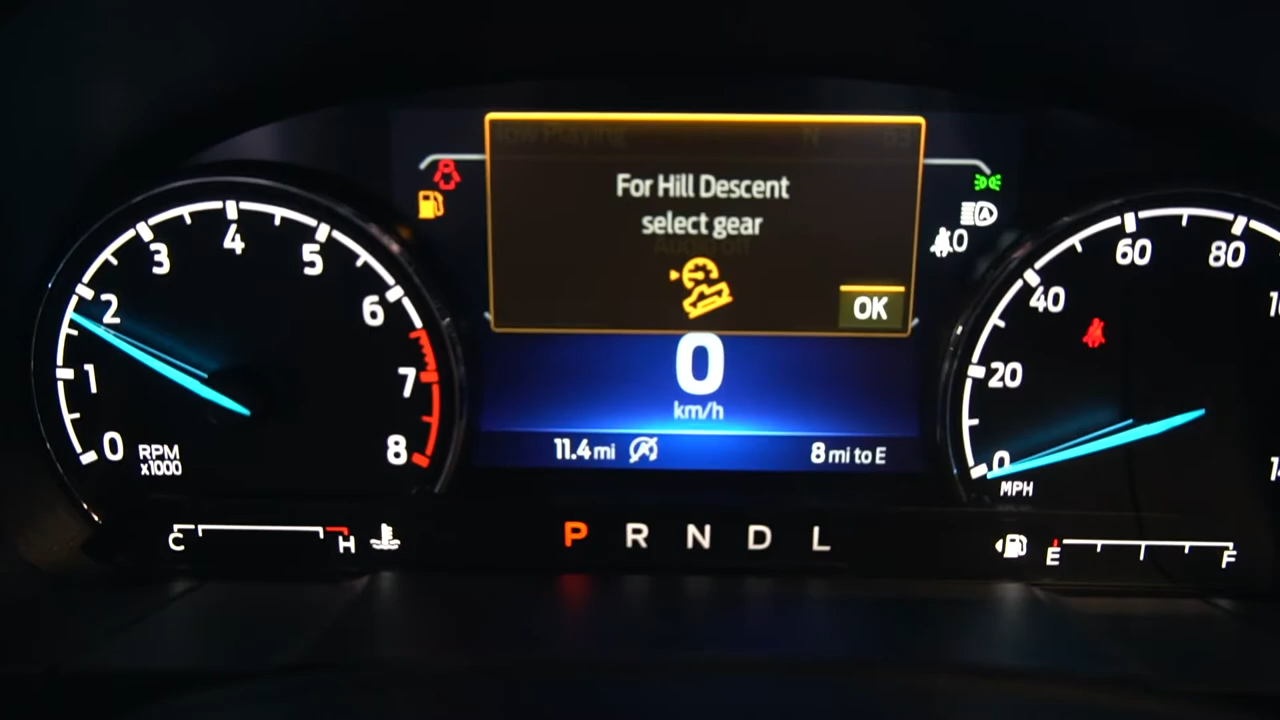 For Hill Descent
select gear
OK
0
km/h
11.4 mi
8 mi to E
0
1
2
3
4
5
6
7
8
RPM
x1000
0
20
40
60
80
MPH
A
0
C
H
P R N D L
E
F